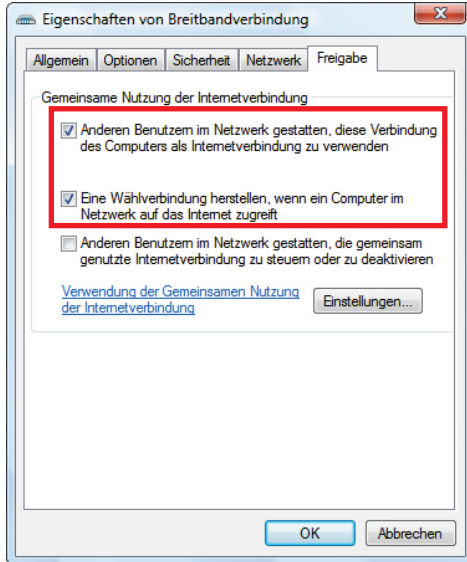 Eigenschaften von Breitbandverbindung
Allgemein Optionen Sicherheit Netzwerk Freigabe
Gemeinsame Nutzung der Internetverbindung
Anderen Benutzern im Netzwerk gestatten, diese Verbindung
des Computers als Internetverbindung zu verwenden
Eine Wählverbindung herstellen, wenn ein Computer im
Netzwerk auf das Internet zugreift
Anderen Benutzern im Netzwerk gestatten, die gemeinsam
genutzte Internetverbindung zu steuern oder zu deaktivieren
Verwendung der Gemeinsamen Nutzung
der Internetverbindung
Einstellungen...
OK Abbrechen